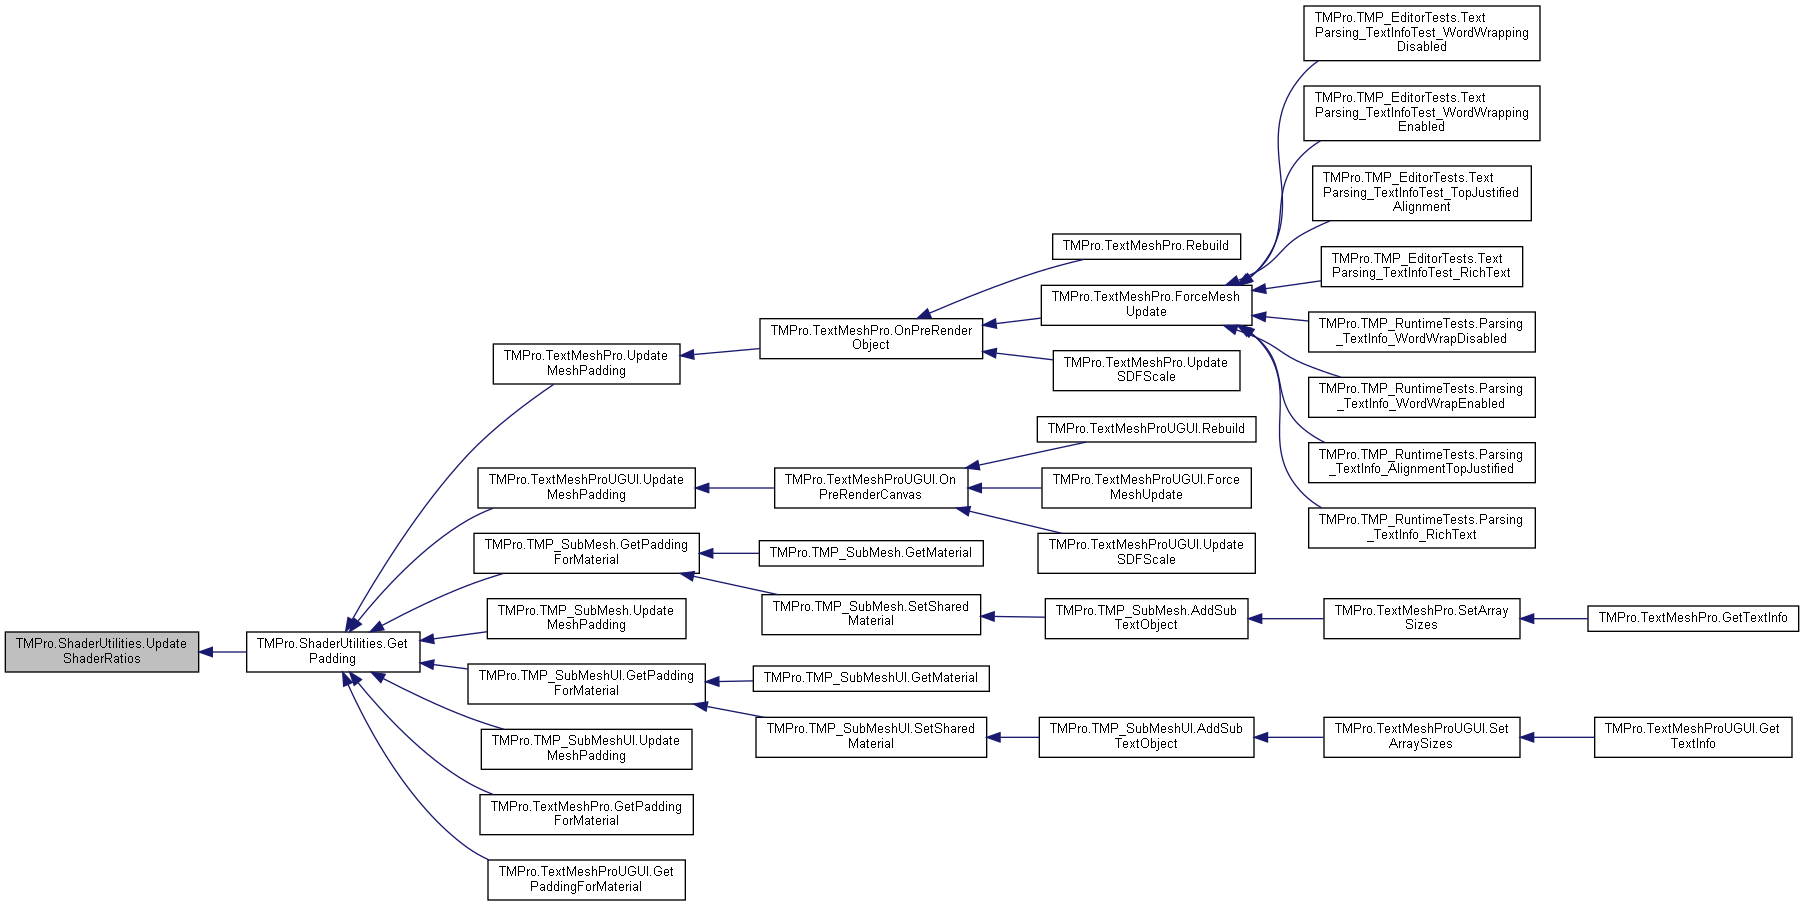 TMPro.TMP_EditorTests.Text
Parsing_TextInfoTest_WordWrapping
Disabled
TMPro.TMP_EditorTests.Text
Parsing_TextInfoTest_WordWrapping
Enabled
TMPro.TMP_EditorTests.Text
Parsing_TextInfoTest_TopJustified
Alignment
TMPro.TextMeshPro.Rebuild
TMPro.TMP_EditorTests.Text
Parsing_TextInfoTest_RichText
TMPro.TextMeshPro.ForceMesh
Update
TMPro.TMP_RuntimeTests.Parsing
_TextInfo_WordWrapDisabled
TMPro.TextMeshPro.OnPreRender
Object
TMPro.TextMeshPro.Update
MeshPadding
TMPro.TextMeshPro.Update
SDFScale
TMPro.TMP_RuntimeTests.Parsing
_TextInfo_WordWrapEnabled
TMPro.TextMeshProUGUI.Rebuild
TMPro.TMP_RuntimeTests.Parsing
_TextInfo_AlignmentTopJustified
TMPro.TextMeshProUGUI.Update
MeshPadding
TMPro.TextMeshProUGUI.On
PreRenderCanvas
TMPro.TextMeshProUGUI.Force
MeshUpdate
TMPro.TMP_RuntimeTests.Parsing
_TextInfo_RichText
TMPro.TMP_SubMesh.GetPadding
ForMaterial
TMPro.TMP_SubMesh.GetMaterial
TMPro.TextMeshProUGUI.Update
SDFScale
TMPro.TMP_SubMesh.Update
MeshPadding
TMPro.TMP_SubMesh.SetShared
Material
TMPro.TMP_SubMesh.AddSub
TextObject
TMPro.TextMeshPro.SetArray
Sizes
TMPro.TextMeshPro.GetTextInfo
TMPro.ShaderUtilities.Update
ShaderRatios
TMPro.ShaderUtilities.Get
Padding
TMPro.TMP_SubMeshUI.GetPadding
ForMaterial
TMPro.TMP_SubMeshUI.GetMaterial
TMPro.TMP_SubMeshUI.Update
MeshPadding
TMPro.TMP_SubMeshUI.SetShared
Material
TMPro.TMP_SubMeshUI.AddSub
TextObject
TMPro.TextMeshProUGUI.Set
ArraySizes
TMPro.TextMeshProUGUI.Get
TextInfo
TMPro.TextMeshPro.GetPadding
ForMaterial
TMPro.TextMeshProUGUI.Get
PaddingForMaterial